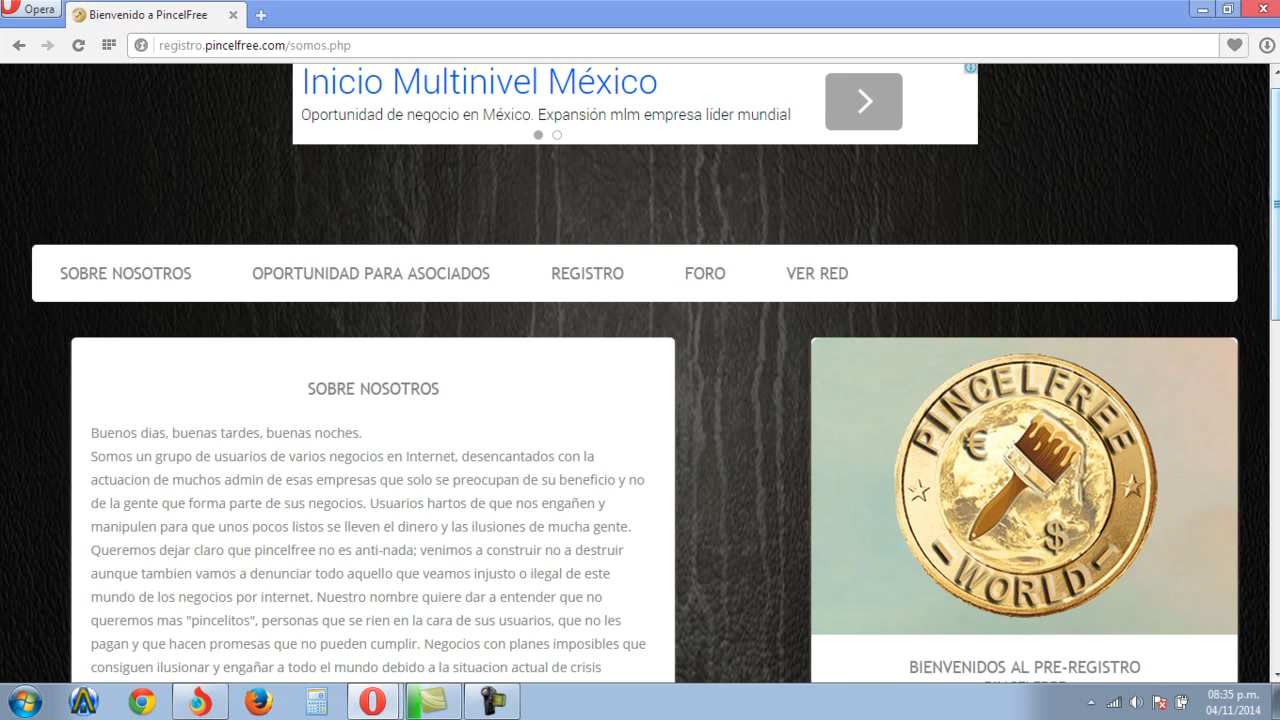 Opera
Bienvenido a PincelFree
registro.pincelfree.com/somos.php
Inicio Multinivel México
Oportunidad de negocio en México. Expansión mlm empresa líder mundial
SOBRE NOSOTROS OPORTUNIDAD PARA ASOCIADOS REGISTRO FORO VER RED
SOBRE NOSOTROS
Buenos dias, buenas tardes, buenas noches.
Somos un grupo de usuarios de varios negocios en Internet, desencantados con la
actuacion de muchos admin de esas empresas que solo se preocupan de su beneficio y no
de la gente que forma parte de sus negocios. Usuarios hartos de que nos engañen y
manipulen para que unos pocos listos se lleven el dinero y las ilusiones de mucha gente.
Queremos dejar claro que pincelfree no es anti-nada; venimos a construir no a destruir
aunque tambien vamos a denunciar todo aquello que veamos injusto o ilegal de este
mundo de los negocios por internet. Nuestro nombre quiere dar a entender que no
queremos mas "pincelitos", personas que se rien en la cara de sus usuarios, que no les
pagan y que hacen promesas que no pueden cumplir. Negocios con planes imposibles que
consiguen ilusionar y engañar a todo el mundo debido a la situacion actual de crisis
PINCELFREE
€
$
WORLD
BIENVENIDOS AL PRE-REGISTRO
08:35 p.m.
04/11/2014